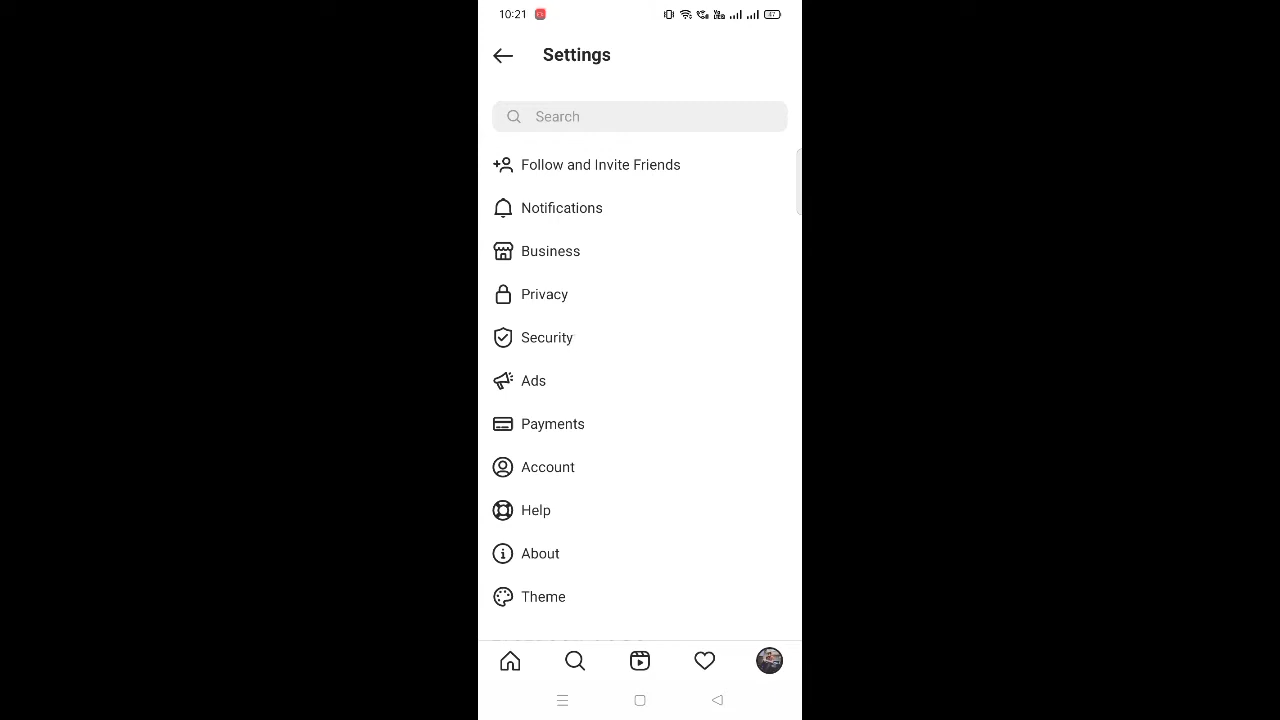 10:21
Settings
Search
Follow and Invite Friends
Notifications
Business
Privacy
Security
Ads
Payments
Account
Help
About
Theme